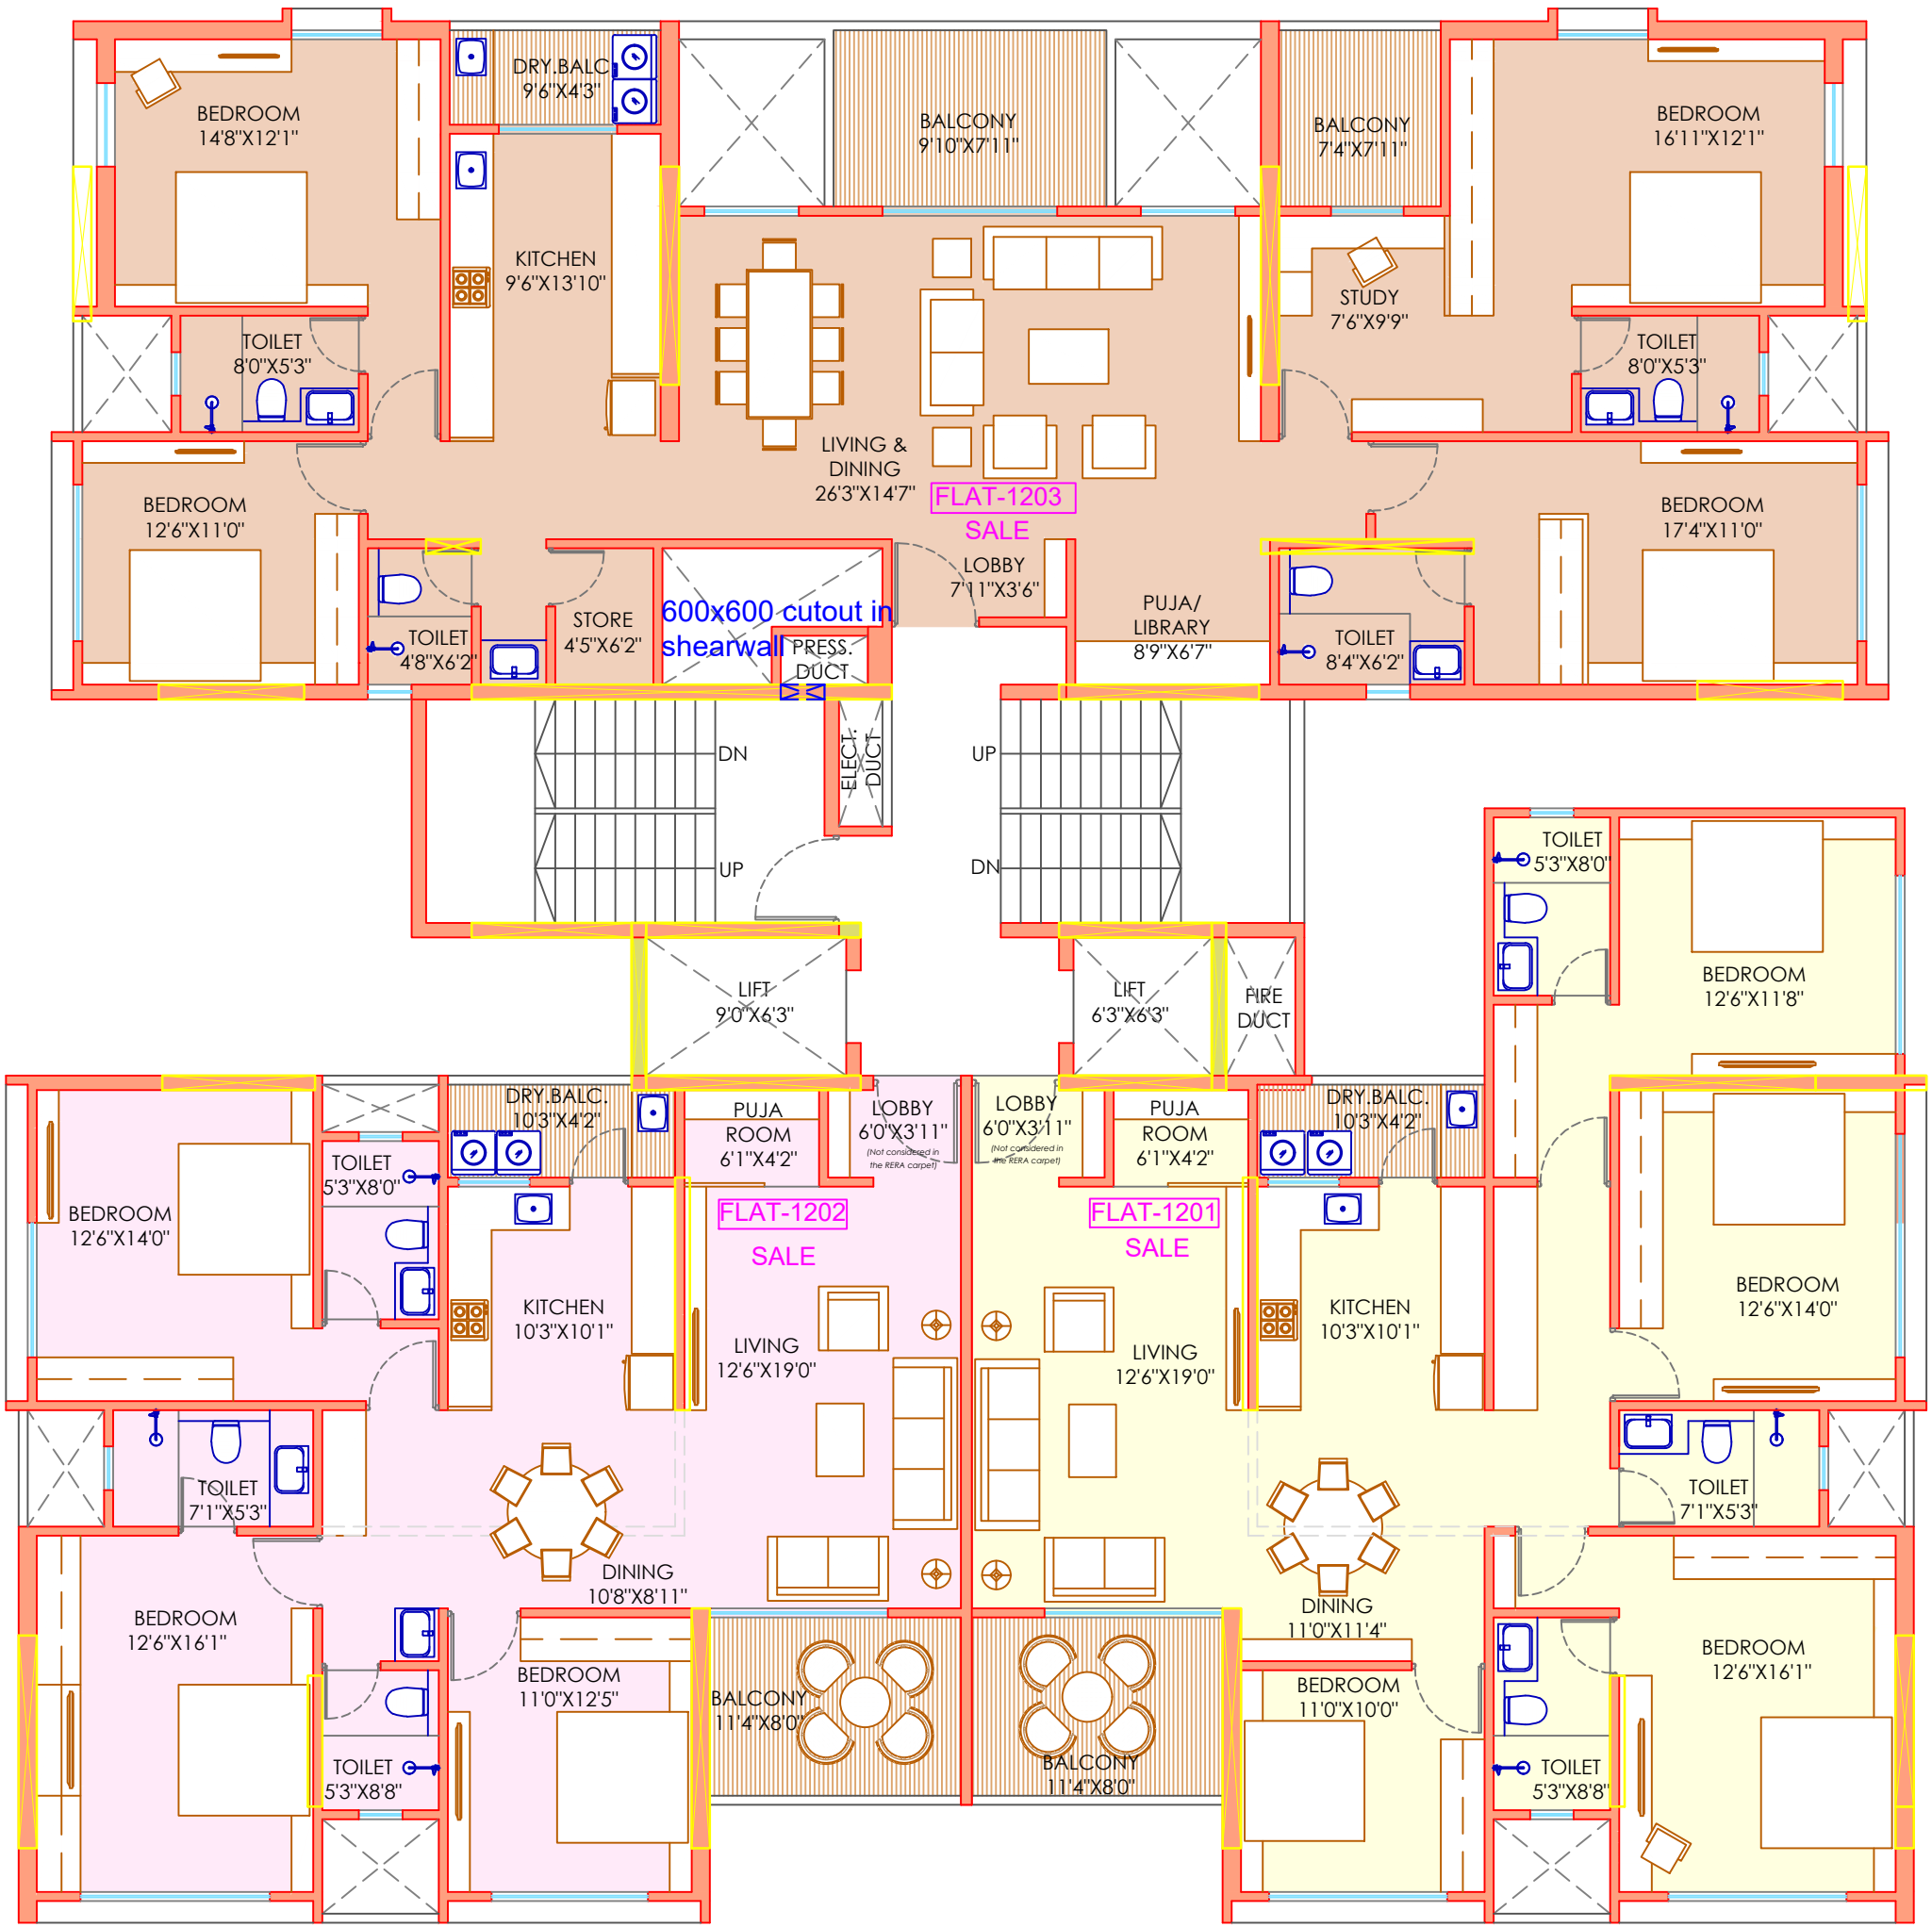 DRY.BALC.
9'6"X4'3"
BEDROOM
14'8"X12'1"
BALCONY
9'10"X7'11"
BALCONY
7'4"X7'11"
BEDROOM
16'11"X12'1"
KITCHEN
9'6"X13'10"
STUDY
7'6"X9'9"
TOILET
8'0"X5'3"
TOILET
8'0"X5'3"
LIVING &
DINING
26'3"X14'7"
FLAT-1203
SALE
BEDROOM
12'6"X11'0"
BEDROOM
17'4"X11'0"
LOBBY
7'11"X3'6"
TOILET
4'8"X6'2"
STORE
4'5"X6'2"
600x600 cutout in
shearwall
PRESS.
DUCT
PUJA/
LIBRARY
8'9"X6'7"
TOILET
8'4"X6'2"
DN
ELECT.
DUCT
UP
UP
DN
TOILET
5'3"X8'0"
BEDROOM
12'6"X11'8"
LIFT
9'0"X6'3"
LIFT
6'3"X6'3"
FIRE
DUCT
DRY.BALC.
10'3"X4'2"
PUJA
ROOM
6'1"X4'2"
LOBBY
6'0"X3'11"
(Not considered in
the RERA carpet)
LOBBY
6'0"X3'11"
(Not considered in
the RERA carpet)
PUJA
ROOM
6'1"X4'2"
DRY.BALC.
10'3"X4'2"
TOILET
5'3"X8'0"
BEDROOM
12'6"X14'0"
FLAT-1202
SALE
FLAT-1201
SALE
KITCHEN
10'3"X10'1"
LIVING
12'6"X19'0"
LIVING
12'6"X19'0"
KITCHEN
10'3"X10'1"
BEDROOM
12'6"X14'0"
TOILET
7'1"X5'3"
TOILET
7'1"X5'3"
DINING
10'8"X8'11"
DINING
11'0"X11'4"
BEDROOM
12'6"X16'1"
BEDROOM
11'0"X12'5"
BALCONY
11'4"X8'0"
BALCONY
11'4"X8'0"
BEDROOM
11'0"X10'0"
BEDROOM
12'6"X16'1"
TOILET
5'3"X8'8"
TOILET
5'3"X8'8"